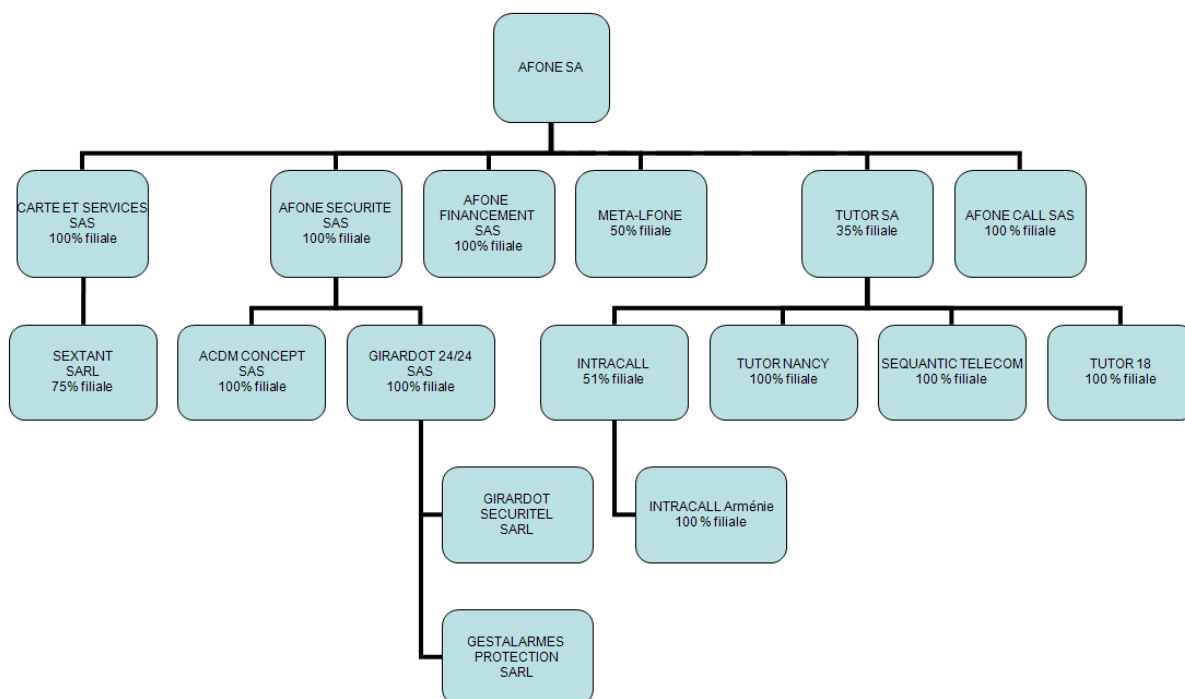 AFONE SA
CARTE ET SERVICES
SAS
100% filiale
AFONE SECURITE
SAS
100% filiale
AFONE
FINANCEMENT
SAS
100% filiale
META-LFONE
50% filiale
TUTOR SA
35% filiale
AFONE CALL SAS
100 % filiale
SEXTANT
SARL
75% filiale
ACDM CONCEPT
SAS
100% filiale
GIRARDOT 24/24
SAS
100% filiale
INTRACALL
51% filiale
TUTOR NANCY
100% filiale
SEQUANTIC TELECOM
100 % filiale
TUTOR 18
100 % filiale
GIRARDOT
SECURITEL
SARL
INTRACALL Arménie
100 % filiale
GESTALARMES
PROTECTION
SARL